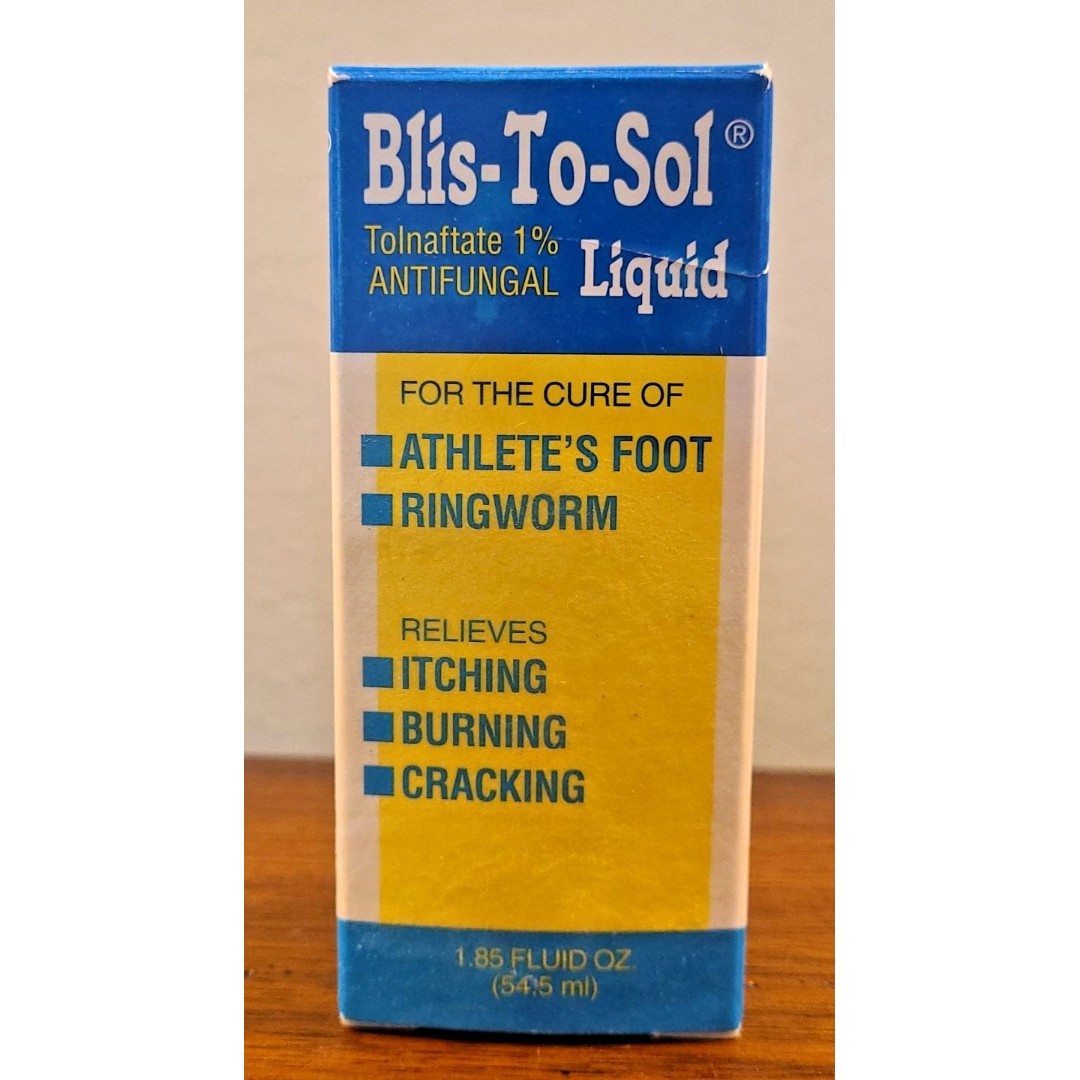 Blis-To-Sol®
Tolnaftate 1%
ANTIFUNGAL Liquid
FOR THE CURE OF
ATHLETE'S FOOT
RINGWORM
RELIEVES
ITCHING
BURNING
CRACKING
1.85 FLUID OZ.
(54.5 ml)